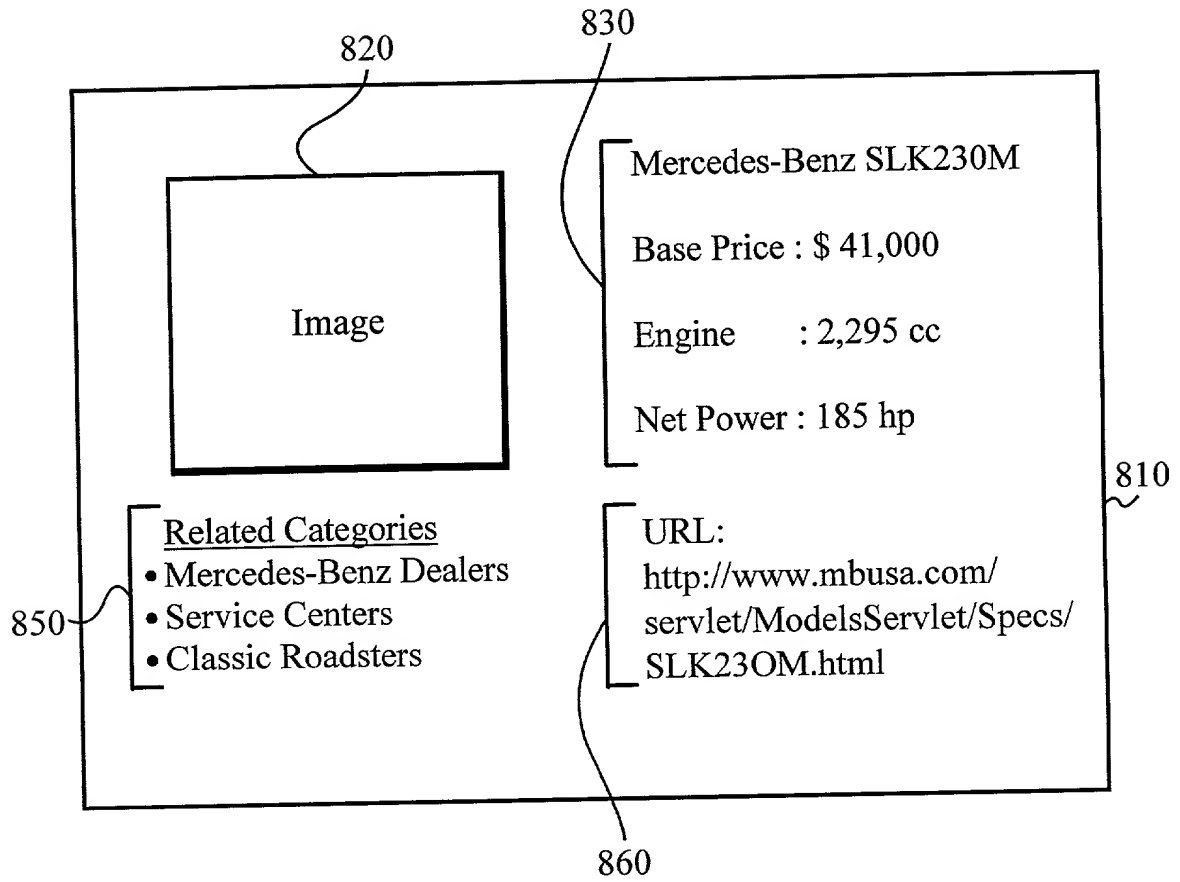 830
820
Mercedes-Benz SLK230M
Base Price : $ 41,000
Image
Engine : 2,295 cc
Net Power : 185 hp
810
Related Categories
• Mercedes-Benz Dealers
• Service Centers
• Classic Roadsters
850
URL:
http://www.mbusa.com/
servlet/ModelsServlet/Specs/
SLK23OM.html
860